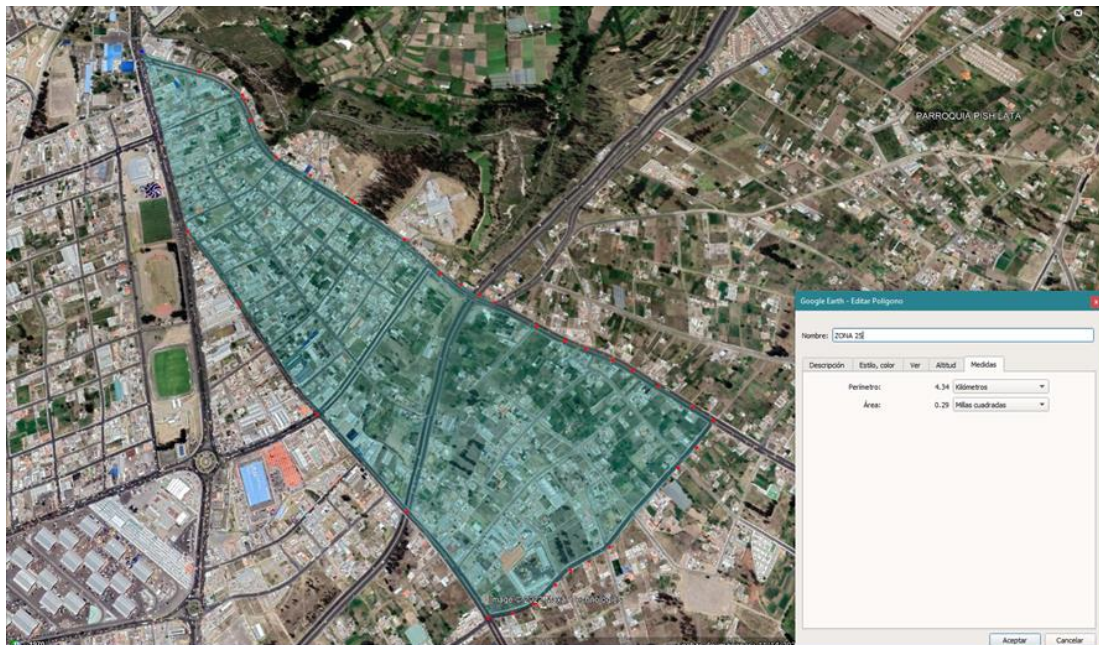 PARROQUIA PISHILATA
Google Earth - Editar Polígono
Nombre: ZONA 25
Descripción Estilo, color Ver Altitud Medidas
Perímetro: 4.34 Kilómetros
Área: 0.29 Millas cuadradas
Aceptar Cancelar